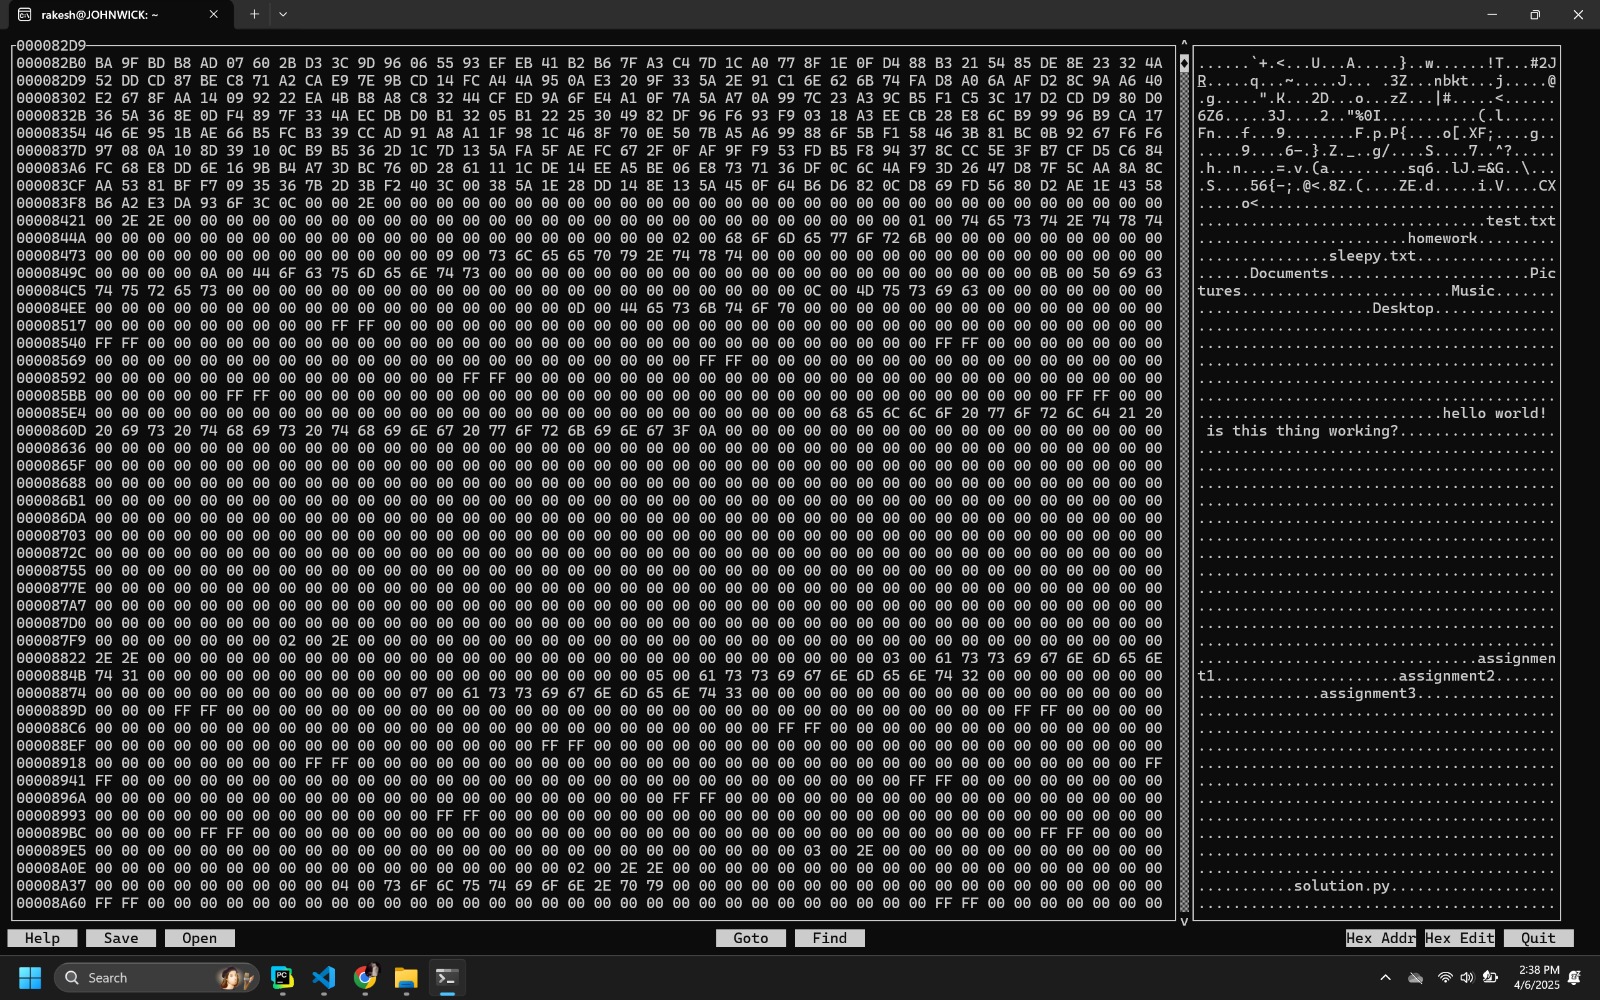 rakesh@JOHNWICK: ~
000082D9
000082B0 BA 9F BD B8 AD 07 60 2B D3 3C 9D 96 06 55 93 EF EB 41 B2 B6 7F A3 C4 7D 1C A0 77 8F 1E 0F D4 88 B3 21 54 85 DE 8E 23 32 4A ......`+.<...U...A....}..w......!T...#2J
000082D9 52 DD CD 87 BE C8 71 A2 CA E9 7E 9B CD 14 FC A4 4A 95 0A E3 20 9F 33 5A 2E 91 C1 6E 62 6B 74 FA D8 A0 6A AF D2 8C 9A A6 40 R.....q...~.....J... .3Z...nbkt...j.....@
00008302 E2 67 8F AA 14 09 92 22 EA 4B B8 A8 C8 32 44 CF ED 9A 6F E4 A1 0F 7A 5A A7 0A 99 7C 23 A3 9C B5 F1 C5 3C 17 D2 CD D9 80 D0 .g.....".K...2D...o...zZ...|#.....<......
0000832B 36 5A 36 8E 0D F4 89 7F 33 4A EC DB D0 B1 32 05 B1 22 25 30 49 82 DF 96 F6 93 F9 03 18 A3 EE CB 28 E8 6C B9 99 96 B9 CA 17 6Z6.....3J....2.."%0I...........(.l......
00008354 46 6E 95 1B AE 66 B5 FC B3 39 CC AD 91 A8 A1 1F 98 1C 46 8F 70 0E 50 7B A5 A6 99 88 6F 5B F1 58 46 3B 81 BC 0B 92 67 F6 F6 Fn...f...9........F.p.P{....o[.XF;....g..
0000837D 97 08 0A 10 8D 39 10 0C B9 B5 36 2D 1C 7D 13 5A FA 5F AE FC 67 2F 0F AF 9F F9 53 FD B5 F8 94 37 8C CC 5E 3F B7 CF D5 C6 84 .....9....6-.}.Z._..g/....S....7..^?.....
000083A6 FC 68 E8 DD 6E 16 9B B4 A7 3D BC 76 0D 28 61 11 1C DE 14 EE A5 BE 06 E8 73 71 36 DF 0C 6C 4A F9 3D 26 47 D8 7F 5C AA 8A 8C .h..n....=.v.(a.........sq6..lJ.=&G..\...
000083CF AA 53 81 BF F7 09 35 36 7B 2D 3B F2 40 3C 00 38 5A 1E 28 DD 14 8E 13 5A 45 0F 64 B6 D6 82 0C D8 69 FD 56 80 D2 AE 1E 43 58 .S....56{-;.@<.8Z.(....ZE.d.....i.V....CX
000083F8 B6 A2 E3 DA 93 6F 3C 0C 00 00 2E 00 00 00 00 00 00 00 00 00 00 00 00 00 00 00 00 00 00 00 00 00 00 00 00 00 00 00 00 00 00 .....o<..................................
00008421 00 2E 2E 00 00 00 00 00 00 00 00 00 00 00 00 00 00 00 00 00 00 00 00 00 00 00 00 00 00 00 00 01 00 74 65 73 74 2E 74 78 74 .................................test.txt
0000844A 00 00 00 00 00 00 00 00 00 00 00 00 00 00 00 00 00 00 00 00 00 00 02 00 68 6F 6D 65 77 6F 72 6B 00 00 00 00 00 00 00 00 00 ........................homework.........
00008473 00 00 00 00 00 00 00 00 00 00 00 00 00 09 00 73 6C 65 65 70 79 2E 74 78 74 00 00 00 00 00 00 00 00 00 00 00 00 00 00 00 00 ...............sleepy.txt................
0000849C 00 00 00 00 0A 00 44 6F 63 75 6D 65 6E 74 73 00 00 00 00 00 00 00 00 00 00 00 00 00 00 00 00 00 00 00 00 00 0B 00 50 69 63 ......Documents.......................Pic
000084C5 74 75 72 65 73 00 00 00 00 00 00 00 00 00 00 00 00 00 00 00 00 00 00 00 00 00 00 0C 00 4D 75 73 69 63 00 00 00 00 00 00 00 tures........................Music.......
000084EE 00 00 00 00 00 00 00 00 00 00 00 00 00 00 00 00 00 00 0D 00 44 65 73 6B 74 6F 70 00 00 00 00 00 00 00 00 00 00 00 00 00 00 ....................Desktop..............
00008517 00 00 00 00 00 00 00 00 00 FF FF 00 00 00 00 00 00 00 00 00 00 00 00 00 00 00 00 00 00 00 00 00 00 00 00 00 00 00 00 00 00 .........................................
00008540 FF FF 00 00 00 00 00 00 00 00 00 00 00 00 00 00 00 00 00 00 00 00 00 00 00 00 00 00 00 00 00 00 FF FF 00 00 00 00 00 00 00 .........................................
00008569 00 00 00 00 00 00 00 00 00 00 00 00 00 00 00 00 00 00 00 00 00 00 00 FF FF 00 00 00 00 00 00 00 00 00 00 00 00 00 00 00 00 .........................................
00008592 00 00 00 00 00 00 00 00 00 00 00 00 00 00 FF FF 00 00 00 00 00 00 00 00 00 00 00 00 00 00 00 00 00 00 00 00 00 00 00 00 00 .........................................
000085BB 00 00 00 00 00 FF FF 00 00 00 00 00 00 00 00 00 00 00 00 00 00 00 00 00 00 00 00 00 00 00 00 00 00 00 00 00 00 FF FF 00 00 .........................................
000085E4 00 00 00 00 00 00 00 00 00 00 00 00 00 00 00 00 00 00 00 00 00 00 00 00 00 00 00 00 68 65 6C 6C 6F 20 77 6F 72 6C 64 21 20 ............................hello world! 
0000860D 20 69 73 20 74 68 69 73 20 74 68 69 6E 67 20 77 6F 72 6B 69 6E 67 3F 0A 00 00 00 00 00 00 00 00 00 00 00 00 00 00 00 00 00  is this thing working?..................
00008636 00 00 00 00 00 00 00 00 00 00 00 00 00 00 00 00 00 00 00 00 00 00 00 00 00 00 00 00 00 00 00 00 00 00 00 00 00 00 00 00 00 .........................................
0000865F 00 00 00 00 00 00 00 00 00 00 00 00 00 00 00 00 00 00 00 00 00 00 00 00 00 00 00 00 00 00 00 00 00 00 00 00 00 00 00 00 00 .........................................
00008688 00 00 00 00 00 00 00 00 00 00 00 00 00 00 00 00 00 00 00 00 00 00 00 00 00 00 00 00 00 00 00 00 00 00 00 00 00 00 00 00 00 .........................................
000086B1 00 00 00 00 00 00 00 00 00 00 00 00 00 00 00 00 00 00 00 00 00 00 00 00 00 00 00 00 00 00 00 00 00 00 00 00 00 00 00 00 00 .........................................
000086DA 00 00 00 00 00 00 00 00 00 00 00 00 00 00 00 00 00 00 00 00 00 00 00 00 00 00 00 00 00 00 00 00 00 00 00 00 00 00 00 00 00 .........................................
00008703 00 00 00 00 00 00 00 00 00 00 00 00 00 00 00 00 00 00 00 00 00 00 00 00 00 00 00 00 00 00 00 00 00 00 00 00 00 00 00 00 00 .........................................
0000872C 00 00 00 00 00 00 00 00 00 00 00 00 00 00 00 00 00 00 00 00 00 00 00 00 00 00 00 00 00 00 00 00 00 00 00 00 00 00 00 00 00 .........................................
00008755 00 00 00 00 00 00 00 00 00 00 00 00 00 00 00 00 00 00 00 00 00 00 00 00 00 00 00 00 00 00 00 00 00 00 00 00 00 00 00 00 00 .........................................
0000877E 00 00 00 00 00 00 00 00 00 00 00 00 00 00 00 00 00 00 00 00 00 00 00 00 00 00 00 00 00 00 00 00 00 00 00 00 00 00 00 00 00 .........................................
000087A7 00 00 00 00 00 00 00 00 00 00 00 00 00 00 00 00 00 00 00 00 00 00 00 00 00 00 00 00 00 00 00 00 00 00 00 00 00 00 00 00 00 .........................................
000087D0 00 00 00 00 00 00 00 00 00 00 00 00 00 00 00 00 00 00 00 00 00 00 00 00 00 00 00 00 00 00 00 00 00 00 00 00 00 00 00 00 00 .........................................
000087F9 00 00 00 00 00 00 00 02 00 2E 00 00 00 00 00 00 00 00 00 00 00 00 00 00 00 00 00 00 00 00 00 00 00 00 00 00 00 00 00 00 00 .........................................
00008822 2E 2E 00 00 00 00 00 00 00 00 00 00 00 00 00 00 00 00 00 00 00 00 00 00 00 00 00 00 00 00 03 00 61 73 73 69 67 6E 6D 65 6E ................................assignmen
0000884B 74 31 00 00 00 00 00 00 00 00 00 00 00 00 00 00 00 00 00 00 00 05 00 61 73 73 69 67 6E 6D 65 6E 74 32 00 00 00 00 00 00 00 t1.....................assignment2.......
00008874 00 00 00 00 00 00 00 00 00 00 00 00 07 00 61 73 73 69 67 6E 6D 65 6E 74 33 00 00 00 00 00 00 00 00 00 00 00 00 00 00 00 00 ..............assignment3................
0000889D 00 00 00 FF FF 00 00 00 00 00 00 00 00 00 00 00 00 00 00 00 00 00 00 00 00 00 00 00 00 00 00 00 00 00 00 FF FF 00 00 00 00 .........................................
000088C6 00 00 00 00 00 00 00 00 00 00 00 00 00 00 00 00 00 00 00 00 00 00 00 00 00 00 FF FF 00 00 00 00 00 00 00 00 00 00 00 00 00 .........................................
000088EF 00 00 00 00 00 00 00 00 00 00 00 00 00 00 00 00 00 FF FF 00 00 00 00 00 00 00 00 00 00 00 00 00 00 00 00 00 00 00 00 00 00 .........................................
00008918 00 00 00 00 00 00 00 00 FF FF 00 00 00 00 00 00 00 00 00 00 00 00 00 00 00 00 00 00 00 00 00 00 00 00 00 00 00 00 00 00 FF .........................................
00008941 FF 00 00 00 00 00 00 00 00 00 00 00 00 00 00 00 00 00 00 00 00 00 00 00 00 00 00 00 00 00 00 FF FF 00 00 00 00 00 00 00 00 .........................................
0000896A 00 00 00 00 00 00 00 00 00 00 00 00 00 00 00 00 00 00 00 00 00 00 FF FF 00 00 00 00 00 00 00 00 00 00 00 00 00 00 00 00 00 .........................................
00008993 00 00 00 00 00 00 00 00 00 00 00 00 00 FF FF 00 00 00 00 00 00 00 00 00 00 00 00 00 00 00 00 00 00 00 00 00 00 00 00 00 00 .........................................
000089BC 00 00 00 00 FF FF 00 00 00 00 00 00 00 00 00 00 00 00 00 00 00 00 00 00 00 00 00 00 00 00 00 00 00 00 00 00 FF FF 00 00 00 .........................................
000089E5 00 00 00 00 00 00 00 00 00 00 00 00 00 00 00 00 00 00 00 00 00 00 00 00 00 00 00 03 00 2E 00 00 00 00 00 00 00 00 00 00 00 .........................................
00008A0E 00 00 00 00 00 00 00 00 00 00 00 00 00 00 00 00 00 00 02 00 2E 2E 00 00 00 00 00 00 00 00 00 00 00 00 00 00 00 00 00 00 00 .........................................
00008A37 00 00 00 00 00 00 00 00 00 04 00 73 6F 6C 75 74 69 6F 6E 2E 70 79 00 00 00 00 00 00 00 00 00 00 00 00 00 00 00 00 00 00 00 ...........solution.py...................
00008A60 FF FF 00 00 00 00 00 00 00 00 00 00 00 00 00 00 00 00 00 00 00 00 00 00 00 00 00 00 00 00 00 00 FF FF 00 00 00 00 00 00 00 .........................................
Help Save Open Goto Find Hex Addr Hex Edit Quit
Search
2:38 PM
4/6/2025